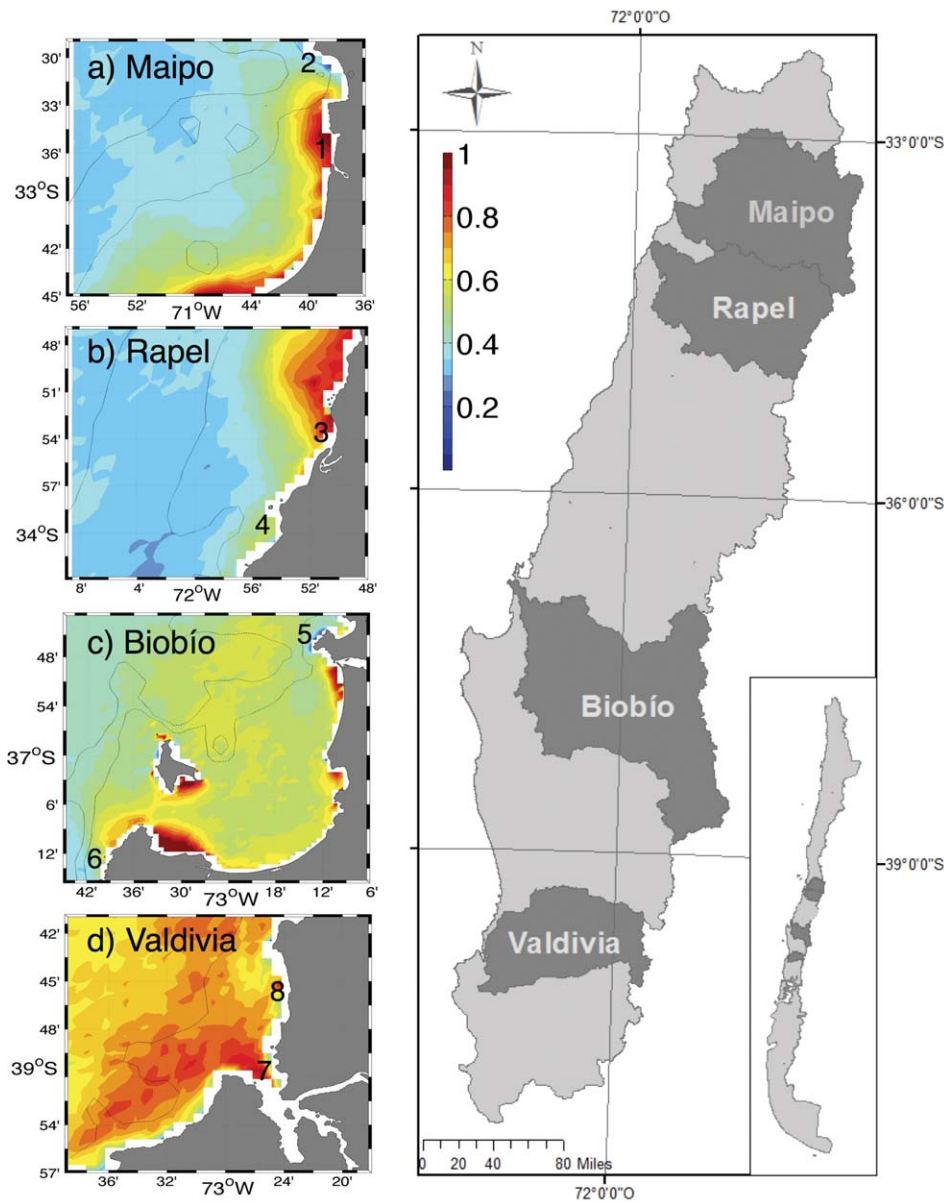 a) Maipo
30'
33'
36'
33°S
42'
45'
56'
52'
71°W
44'
40'
36'
2
1
b) Rapel
48'
51'
54'
57'
34°S
8'
4'
72°W
56'
52'
48'
3
4
c) Biobío
48'
54'
37°S
6'
12'
42'
36'
30'
73°W
18'
12'
6'
5
6
d) Valdivia
42'
45'
48'
39°S
54'
57'
36'
32'
73°W
24'
20'
8
7
1
0.8
0.6
0.4
0.2
72°0'0"O
N
33°0'0"S
Maipo
Rapel
36°0'0"S
Biobío
39°0'0"S
Valdivia
0 20 40 80 Miles
72°0'0"O